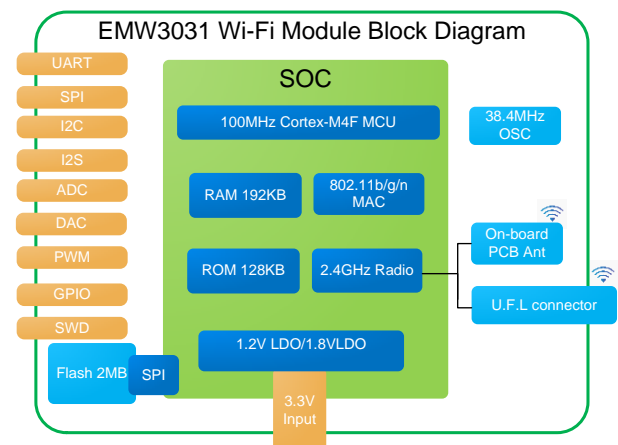 EMW3031 Wi-Fi Module Block Diagram
UART
SPI
I2C
I2S
ADC
DAC
PWM
GPIO
SWD
Flash 2MB
SPI
SOC
100MHz Cortex-M4F MCU
RAM 192KB
802.11b/g/n
MAC
ROM 128KB
2.4GHz Radio
1.2V LDO/1.8VLDO
3.3V
Input
38.4MHz
OSC
On-board
PCB Ant
U.F.L connector